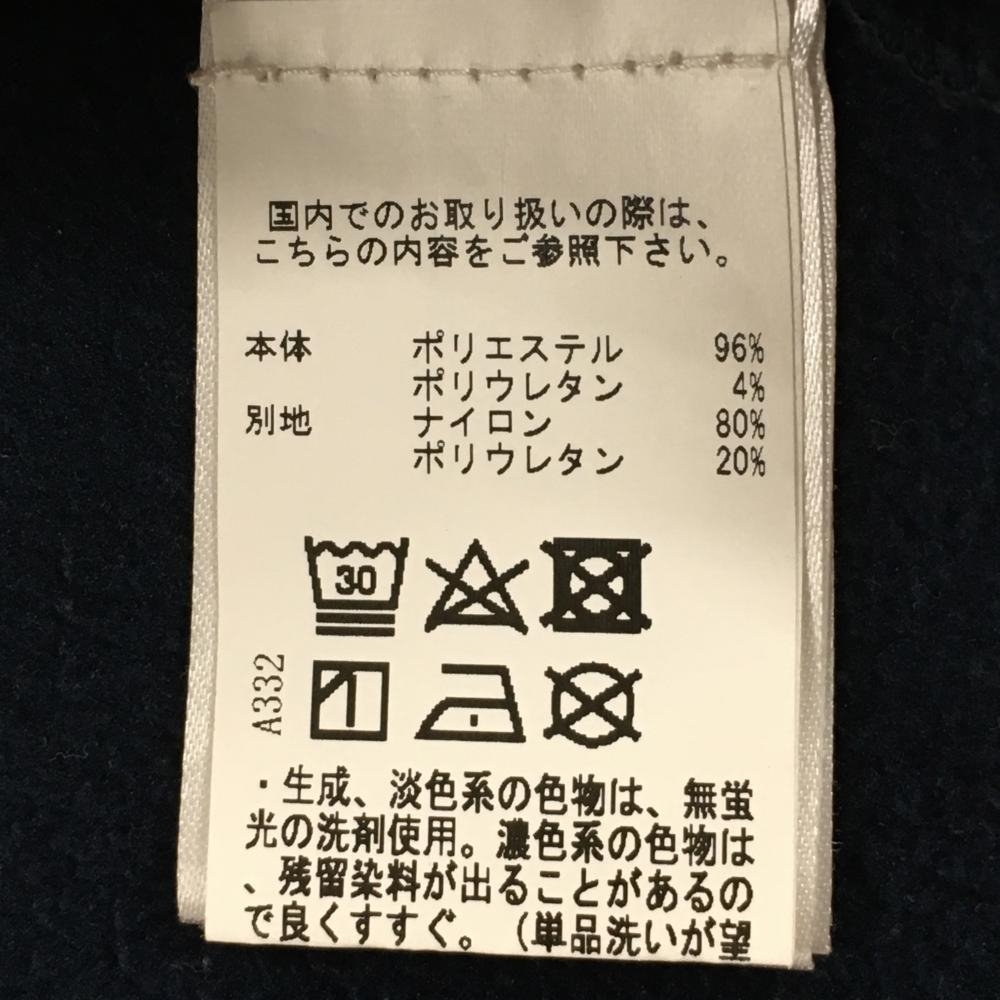 国内でのお取り扱いの際は、
こちらの内容をご参照下さい。
本体 ポリエステル 96%
ポリウレタン 4%
別地 ナイロン 80%
ポリウレタン 20%
30
A332
・生成、淡色系の色物は、無蛍
光の洗剤使用。濃色系の色物は
、残留染料が出ることがあるの
で良くすすぐ。(単品洗いが望